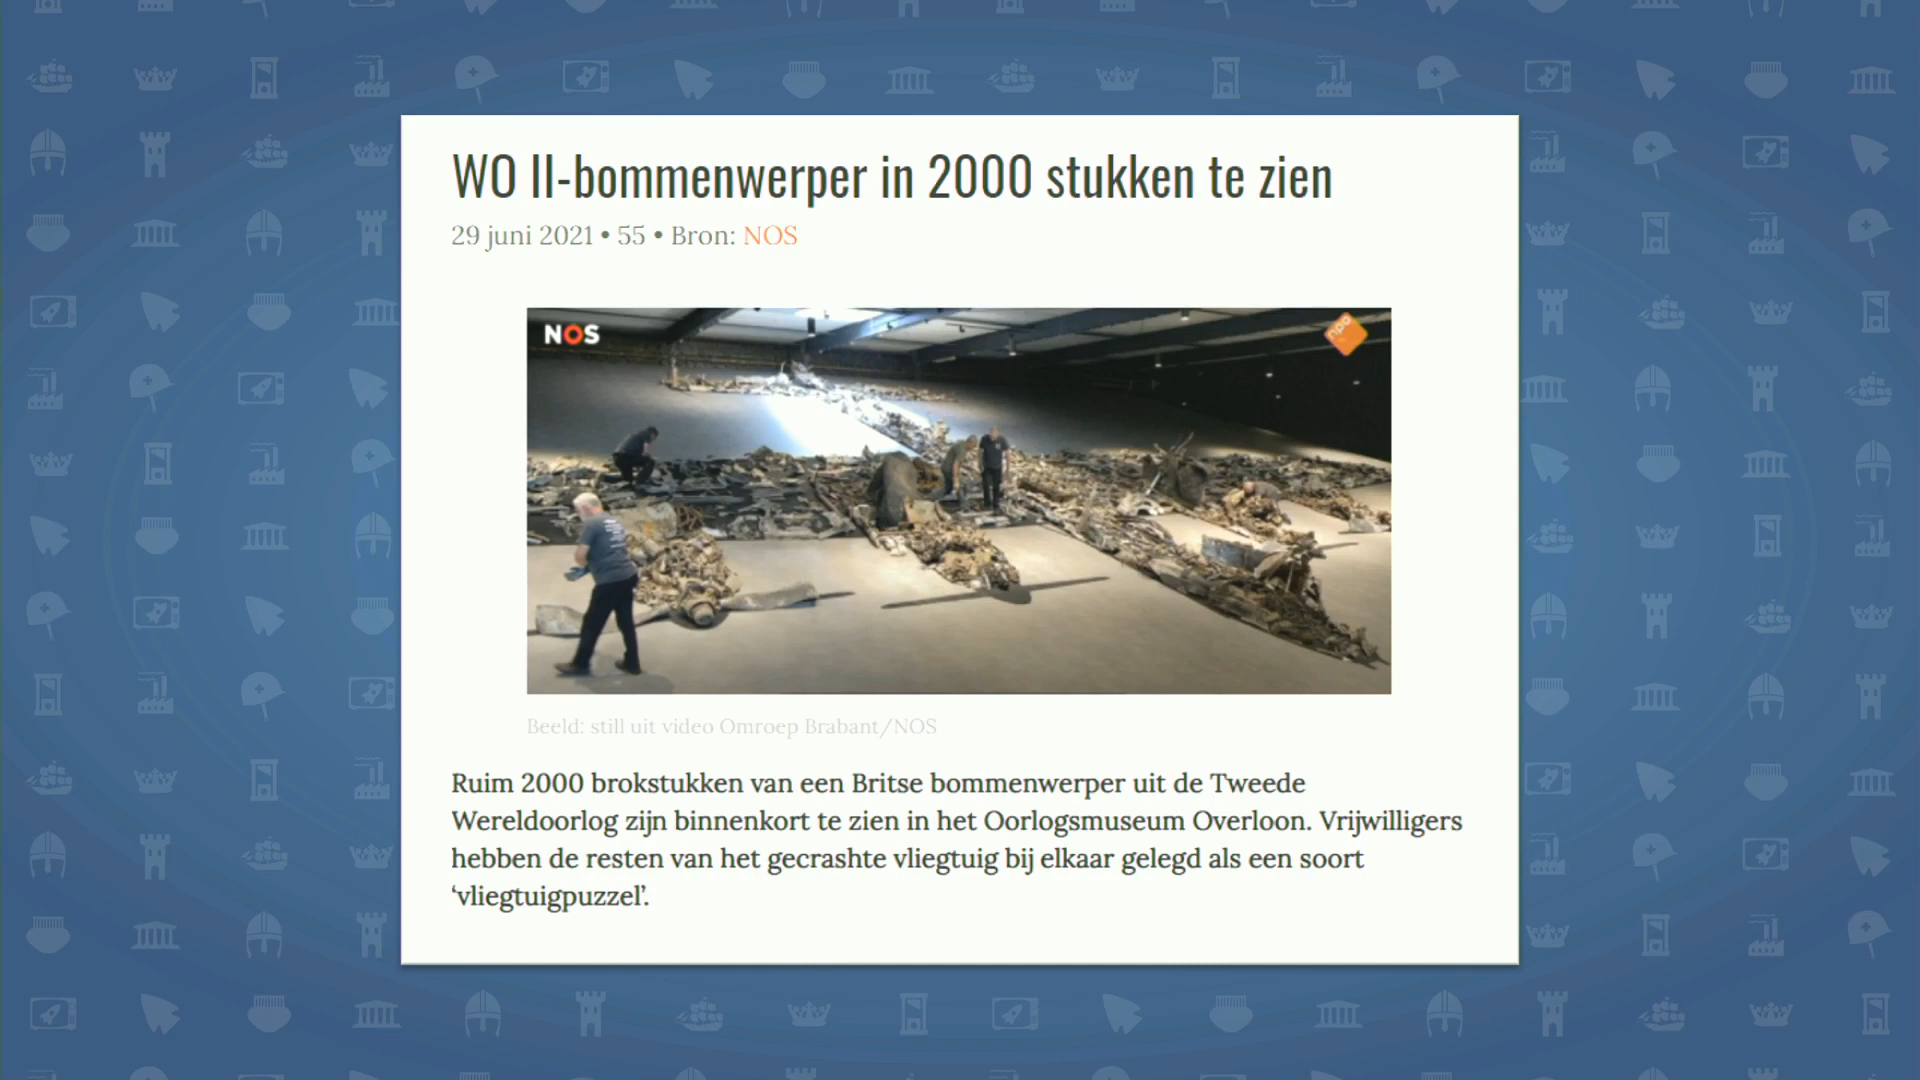 WO II-bommenwerper in 2000 stukken te zien
29 juni 2021 • 55 • Bron: NOS
NOS
npo
Beeld: still uit video Omroep Brabant/NOS
Ruim 2000 brokstukken van een Britse bommenwerper uit de Tweede
Wereldoorlog zijn binnenkort te zien in het Oorlogsmuseum Overloon. Vrijwilligers
hebben de resten van het gecrashte vliegtuig bij elkaar gelegd als een soort
‘vliegtuigpuzzel’.